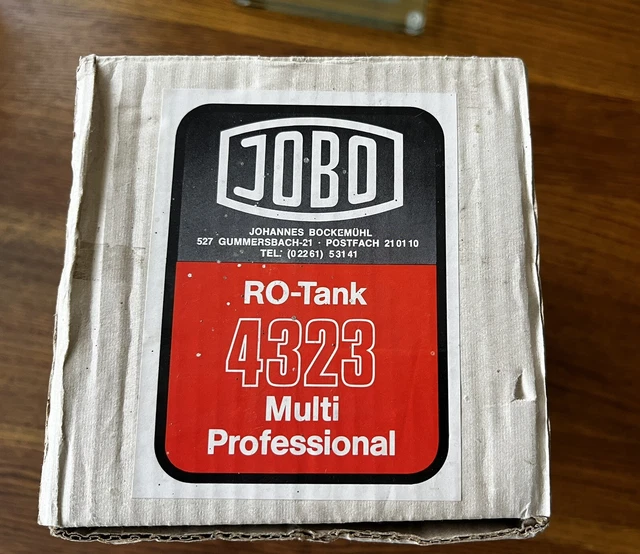 JOBO
JOHANNES BOCKEMÜHL
527 GUMMERSBACH-21 · POSTFACH 210110
TEL. (02261) 53141
RO-Tank
4323
Multi
Professional